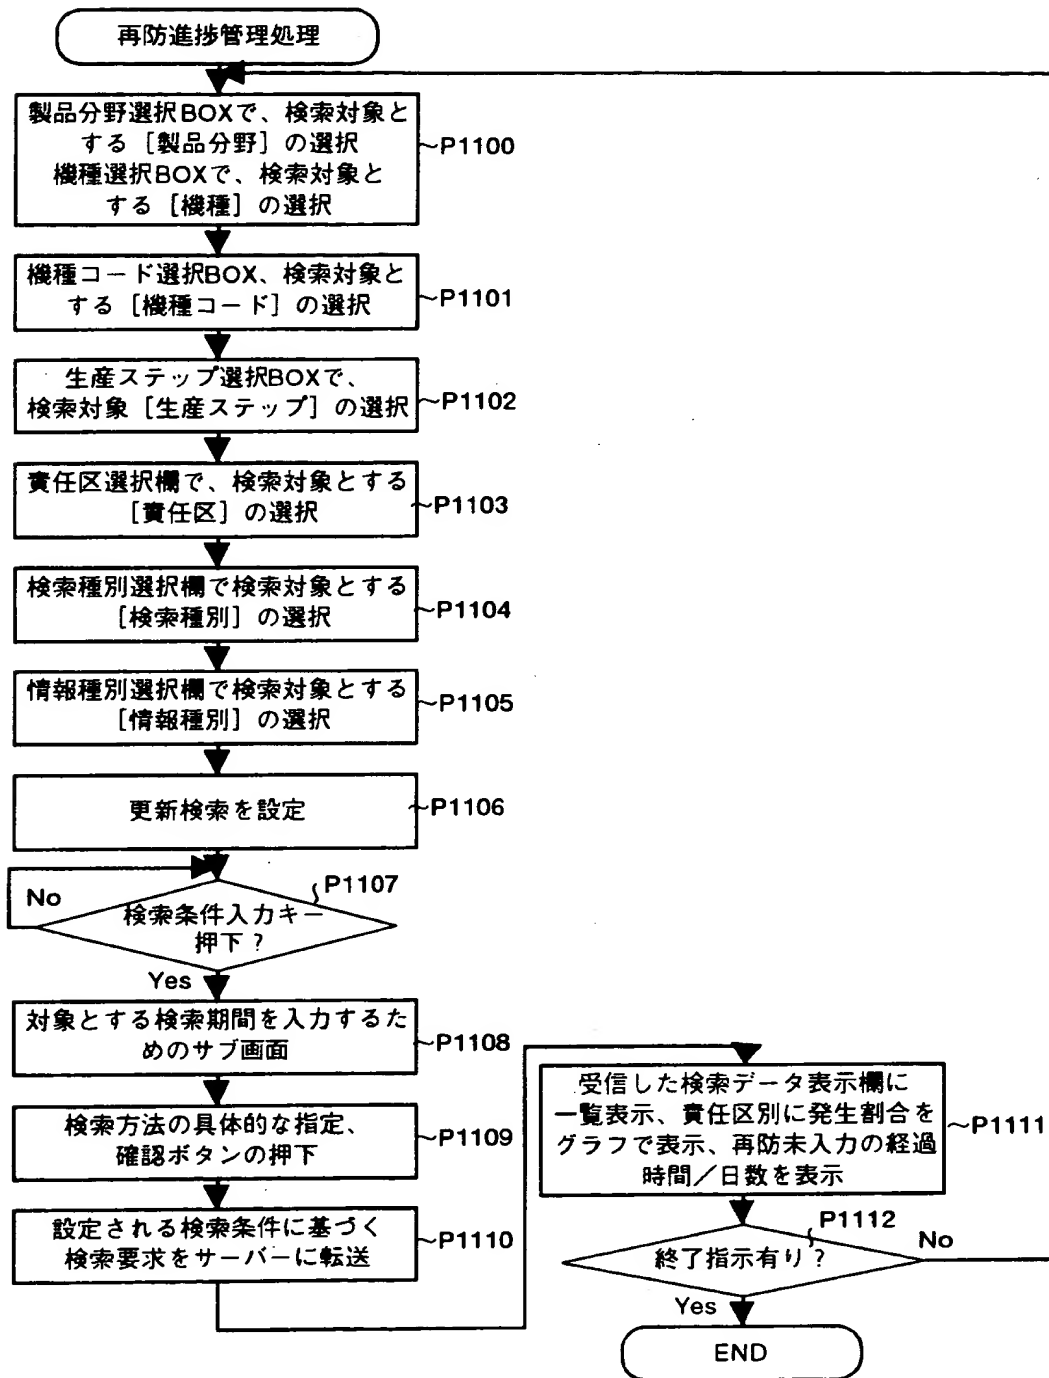 再防進捗管理処理
製品分野選択BOXで、検索対象と
する［製品分野］の選択
機種選択BOXで、検索対象と
する［機種］の選択
~P1100
機種コード選択BOX、検索対象と
する［機種コード］の選択
~P1101
生産ステップ選択BOXで、
検索対象［生産ステップ］の選択
~P1102
責任区選択欄で、検索対象とする
［責任区］の選択
~P1103
検索種別選択欄で検索対象とする
［検索種別］の選択
~P1104
情報種別選択欄で検索対象とする
［情報種別］の選択
~P1105
更新検索を設定
~P1106
P1107
No
検索条件入力キー
押下？
Yes
対象とする検索期間を入力するた
めのサブ画面
~P1108
検索方法の具体的な指定、
確認ボタンの押下
~P1109
設定される検索条件に基づく
検索要求をサーバーに転送
~P1110
受信した検索データ表示欄に
一覧表示、責任区別に発生割合を
グラフで表示、再防未入力の経過
時間／日数を表示
~P1111
P1112
終了指示有り？
No
Yes
END